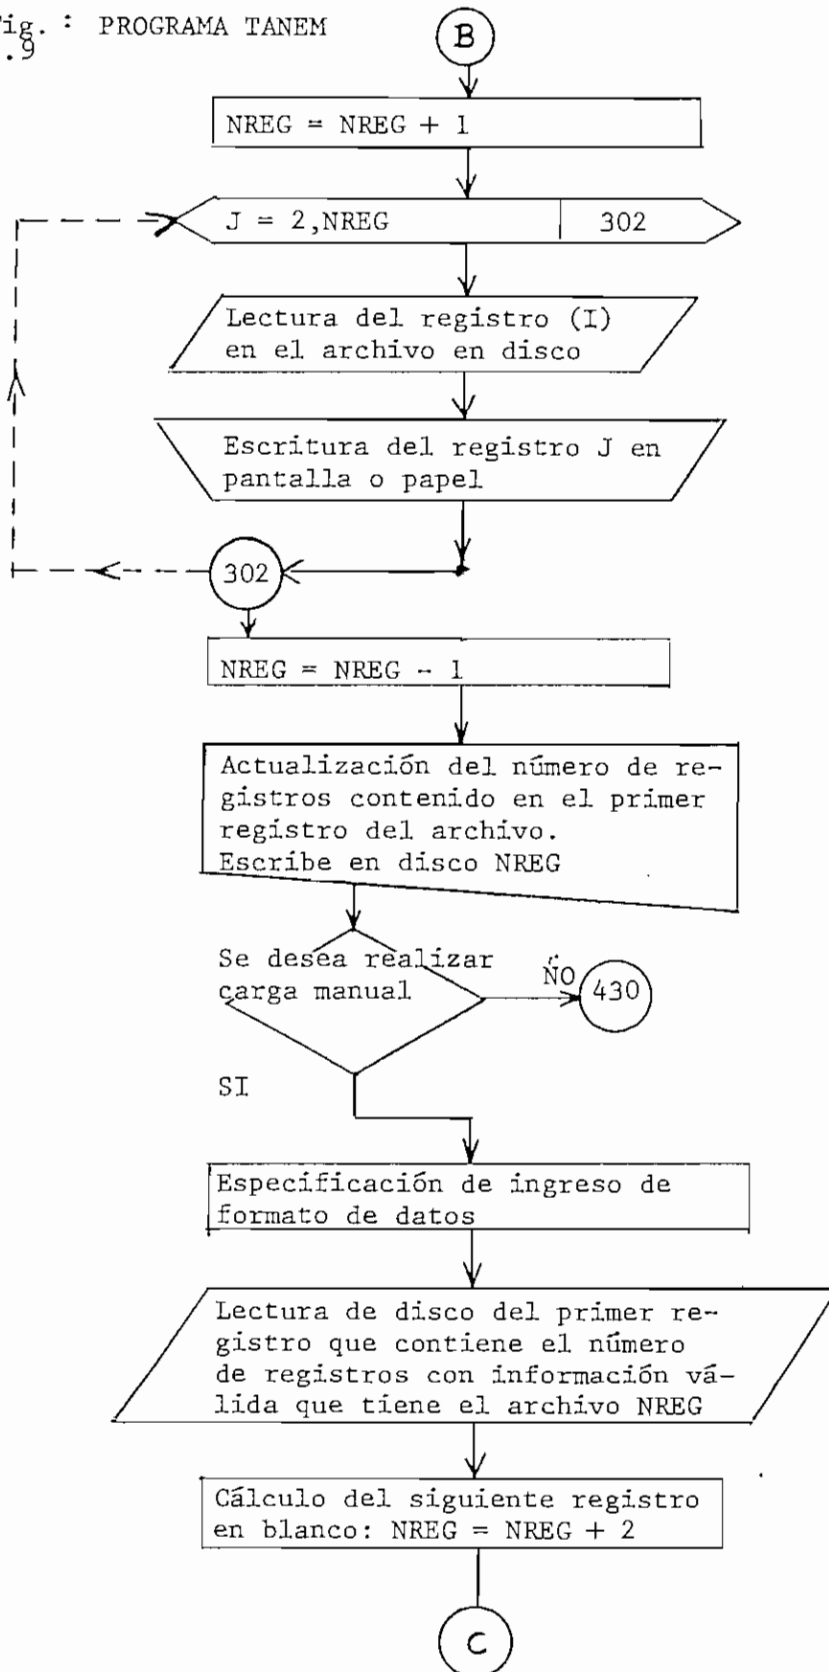 Fig. : PROGRAMA TANEM
.9
B
NREG = NREG + 1
J = 2,NREG 302
Lectura del registro (I)
en el archivo en disco
Escritura del registro J en
pantalla o papel
302
NREG = NREG - 1
Actualización del número de re-
gistros contenido en el primer
registro del archivo.
Escribe en disco NREG
Se desea realizar
carga manual
NO
430
SI
Especificación de ingreso de
formato de datos
Lectura de disco del primer re-
gistro que contiene el número
de registros con información vá-
lida que tiene el archivo NREG
Cálculo del siguiente registro
en blanco: NREG = NREG + 2
C